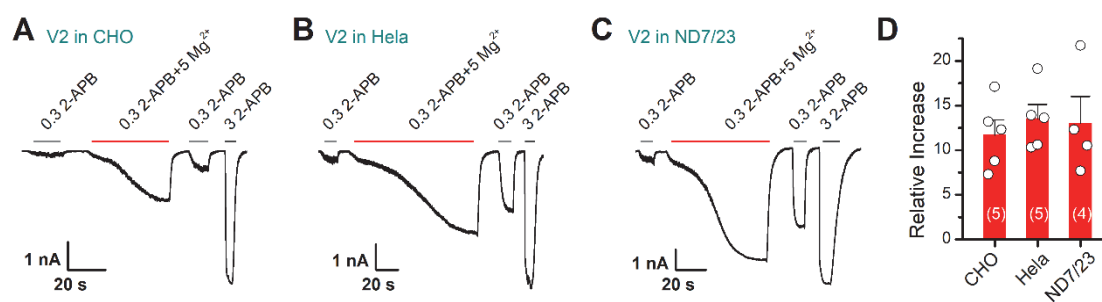 A V2 in CHO
0.3 2-APB
0.3 2-APB+5 Mg²⁺
0.3 2-APB
3 2-APB
1 nA
20 s
B V2 in Hela
0.3 2-APB
0.3 2-APB+5 Mg²⁺
0.3 2-APB
3 2-APB
1 nA
20 s
C V2 in ND7/23
0.3 2-APB
0.3 2-APB+5 Mg²⁺
0.3 2-APB
3 2-APB
1 nA
20 s
D
Relative Increase
25
20
15
10
5
0
(5)
(5)
(4)
CHO
Hela
ND7/23